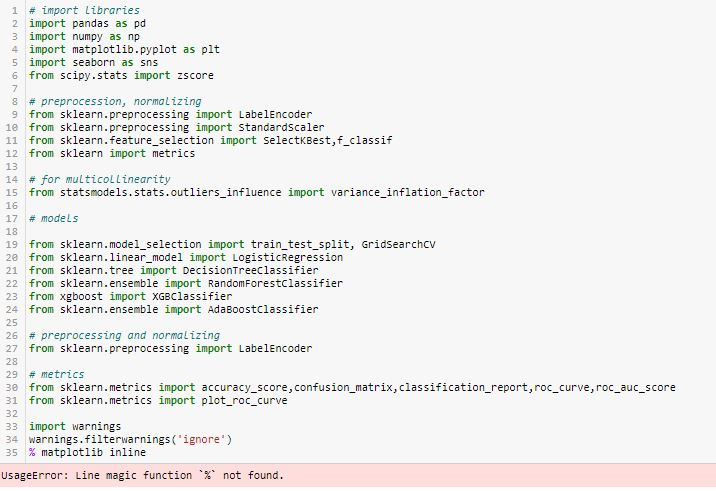 1 # import libraries
2 import pandas as pd
3 import numpy as np
4 import matplotlib.pyplot as plt
5 import seaborn as sns
6 from scipy.stats import zscore
7
8 # preprocession, normalizing
9 from sklearn.preprocessing import LabelEncoder
10 from sklearn.preprocessing import StandardScaler
11 from sklearn.feature_selection import SelectKBest,f_classif
12 from sklearn import metrics
13
14 # for multicollinearity
15 from statsmodels.stats.outliers_influence import variance_inflation_factor
16
17 # models
18
19 from sklearn.model_selection import train_test_split, GridSearchCV
20 from sklearn.linear_model import LogisticRegression
21 from sklearn.tree import DecisionTreeClassifier
22 from sklearn.ensemble import RandomForestClassifier
23 from xgboost import XGBClassifier
24 from sklearn.ensemble import AdaBoostClassifier
25
26 # preprocessing and normalizing
27 from sklearn.preprocessing import LabelEncoder
28
29 # metrics
30 from sklearn.metrics import accuracy_score,confusion_matrix,classification_report,roc_curve,roc_auc_score
31 from sklearn.metrics import plot_roc_curve
32
33 import warnings
34 warnings.filterwarnings('ignore')
35 % matplotlib inline
UsageError: Line magic function `%` not found.